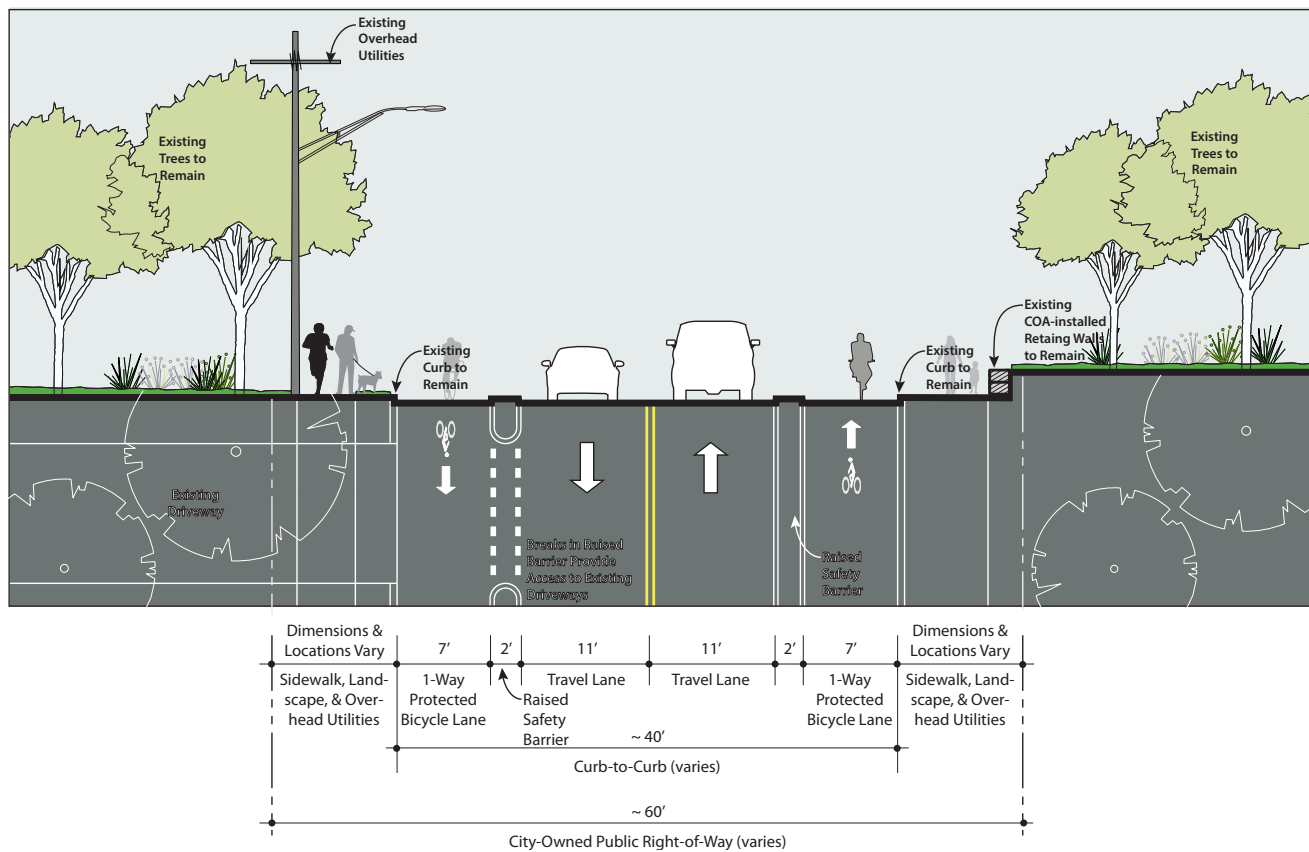 Existing
Overhead
Utilities
Existing
Trees to
Remain
Existing
Trees to
Remain
Existing
Curb to
Remain
Existing
Curb to
Remain
Existing
COA-installed
Retaing Walls
to Remain
Existing
Driveway
Breaks in Raised
Barrier Provide
Access to Existing
Driveways
Raised
Safety
Barrier
Dimensions &
Locations Vary
7’
2’
11’
11’
2’
7’
Dimensions &
Locations Vary
Sidewalk, Land-
scape, & Over-
head Utilities
1-Way
Protected
Bicycle Lane
Raised
Safety
Barrier
Travel Lane
Travel Lane
1-Way
Protected
Bicycle Lane
Sidewalk, Land-
scape, & Over-
head Utilities
~ 40’
Curb-to-Curb (varies)
~ 60’
City-Owned Public Right-of-Way (varies)